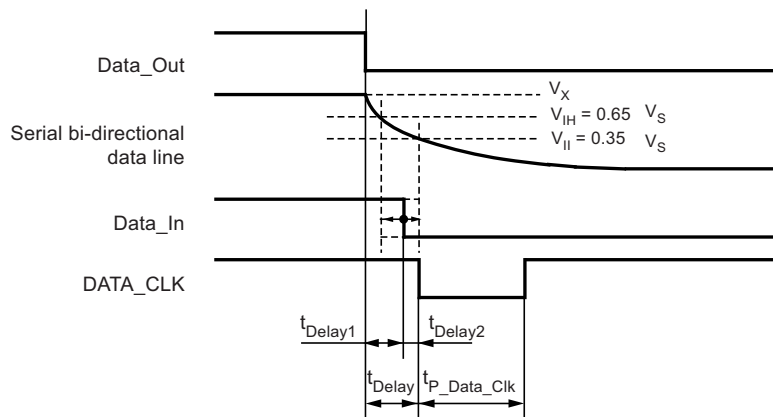 Data_Out
V_X
V_IH = 0.65 V_S
Serial bi-directional
data line
V_II = 0.35 V_S
Data_In
DATA_CLK
t_Delay1
t_Delay2
t_Delay
t_P_Data_Clk